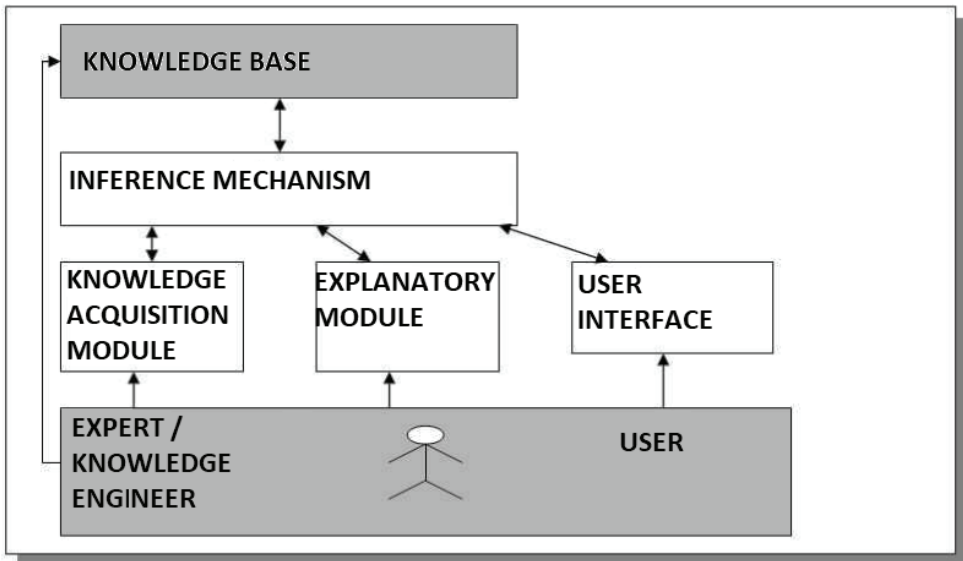 KNOWLEDGE BASE
INFERENCE MECHANISM
KNOWLEDGE
ACQUISITION
MODULE
EXPLANATORY
MODULE
USER
INTERFACE
EXPERT /
KNOWLEDGE
ENGINEER
USER